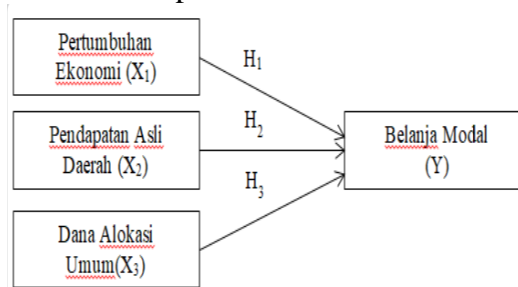 Pertumbuhan
Ekonomi (X₁)
H₁
Pendapatan Asli
Daerah (X₂)
H₂
Belanja Modal
(Y)
H₃
Dana Alokasi
Umum(X₃)